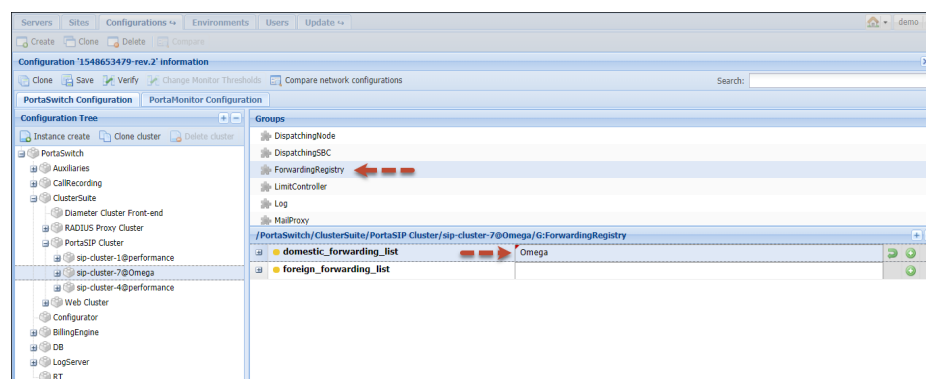 Servers Sites Configurations Environments Users Update demo
Create Clone Delete Compare
Configuration '1548653479-rev.2' information
Clone Save Verify Change Monitor Thresholds Compare network configurations Search:
PortaSwitch Configuration PortaMonitor Configuration
Configuration Tree
Instance create Clone cluster Delete cluster
PortaSwitch
Auxiliaries
CallRecording
ClusterSuite
Diameter Cluster Front-end
RADIUS Proxy Cluster
PortaSIP Cluster
sip-cluster-1@performance
sip-cluster-7@Omega
sip-cluster-4@performance
Web Cluster
Configurator
BillingEngine
DB
LogServer
RT
Groups
DispatchingNode
DispatchingSBC
ForwardingRegistry
LimitController
Log
MailProxy
/PortaSwitch/ClusterSuite/PortaSIP Cluster/sip-cluster-7@Omega/G:ForwardingRegistry
domestic_forwarding_list Omega
foreign_forwarding_list